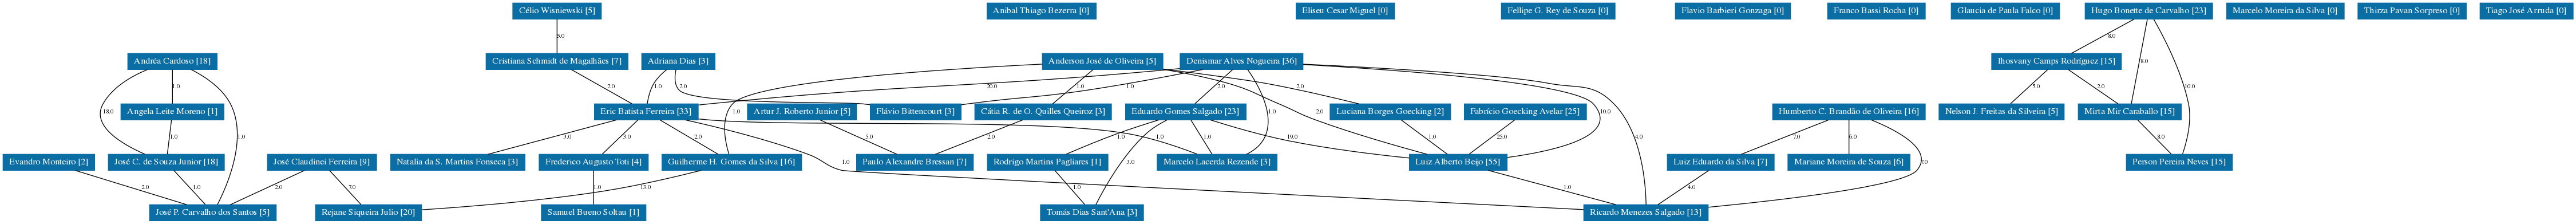 Célio Wisniewski [5]
Anibal Thiago Bezerra [0]
Eliseu Cesar Miguel [0]
Fellipe G. Rey de Souza [0]
Flavio Barbieri Gonzaga [0]
Franco Bassi Rocha [0]
Glaucia de Paula Falco [0]
Hugo Bonette de Carvalho [23]
Marcelo Moreira da Silva [0]
Thirza Pavan Sorpreso [0]
Tiago José Arruda [0]
5.0
8.0
Andréa Cardoso [18]
Cristiana Schmidt de Magalhães [7]
Adriana Dias [3]
Anderson José de Oliveira [5]
Denismar Alves Nogueira [36]
Ihosvany Camps Rodríguez [15]
8.0
1.0
2.0
1.0
2.0
20.0
1.0
1.0
2.0
2.0
5.0
2.0
10.0
18.0
Angela Leite Moreno [1]
Eric Batista Ferreira [33]
Artur J. Roberto Junior [5]
Flávio Bittencourt [3]
Cátia R. de O. Quilles Queiroz [3]
Eduardo Gomes Salgado [23]
Luciana Borges Goecking [2]
Fabrício Goecking Avelar [25]
Humberto C. Brandão de Oliveira [16]
Nelson J. Freitas da Silveira [5]
Mirta Mir Caraballo [15]
1.0
1.0
2.0
10.0
1.0
1.0
3.0
3.0
2.0
1.0
5.0
2.0
1.0
1.0
19.0
1.0
25.0
4.0
7.0
6.0
8.0
Evandro Monteiro [2]
José C. de Souza Junior [18]
José Claudinei Ferreira [9]
Natalia da S. Martins Fonseca [3]
Frederico Augusto Toti [4]
Guilherme H. Gomes da Silva [16]
1.0
Paulo Alexandre Bressan [7]
Rodrigo Martins Pagliares [1]
3.0
Marcelo Lacerda Rezende [3]
Luiz Alberto Beijo [55]
Luiz Eduardo da Silva [7]
Mariane Moreira de Souza [6]
Person Pereira Neves [15]
2.0
1.0
2.0
7.0
1.0
13.0
1.0
1.0
4.0
José P. Carvalho dos Santos [5]
Rejane Siqueira Julio [20]
Samuel Bueno Soltau [1]
Tomás Dias Sant'Ana [3]
Ricardo Menezes Salgado [13]